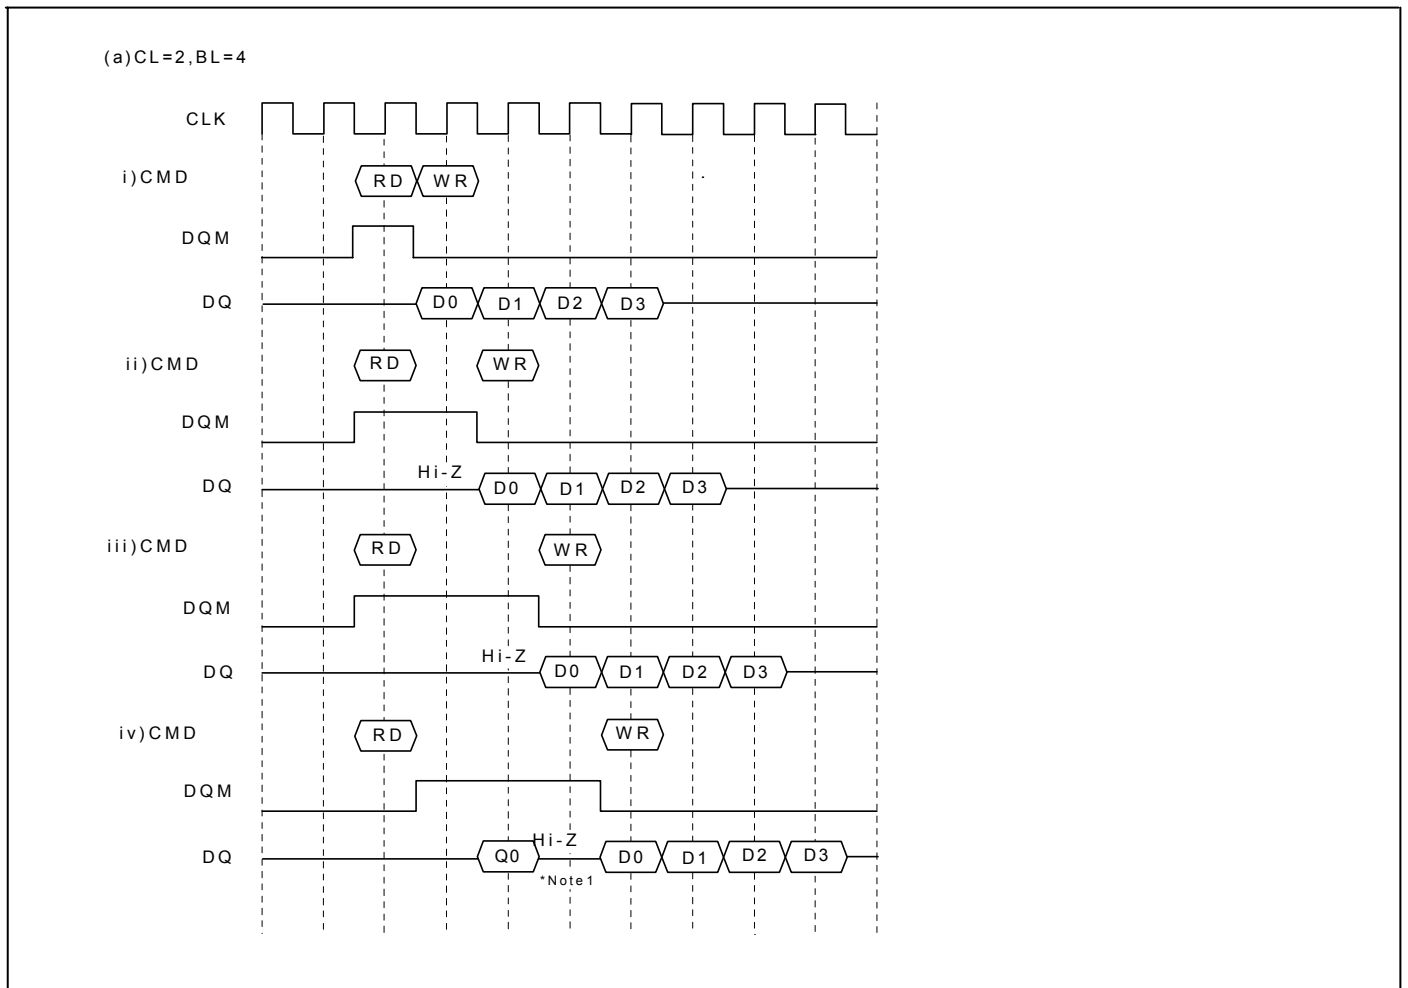 (a)CL=2,BL=4
CLK
i)CMD RD WR
DQM
DQ D0 D1 D2 D3
ii)CMD RD WR
DQM
Hi-Z
DQ D0 D1 D2 D3
iii)CMD RD WR
DQM
Hi-Z
DQ D0 D1 D2 D3
iv)CMD RD WR
DQM
Hi-Z
DQ Q0 D0 D1 D2 D3
*Note1